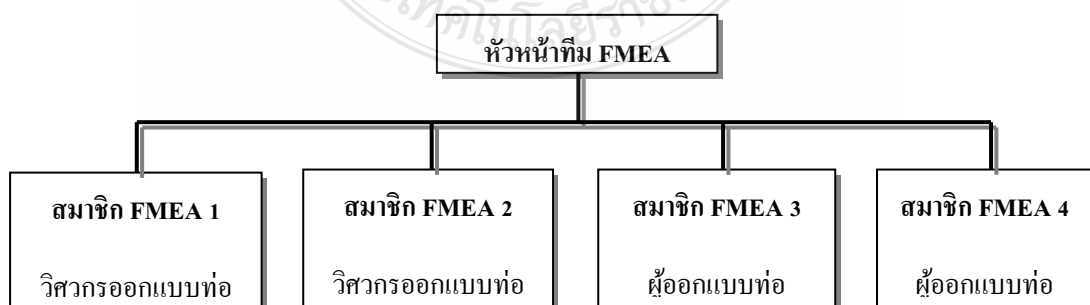 หัวหน้าทีม FMEA
สมาชิก FMEA 1
วิศวกรออกแบบท่อ
สมาชิก FMEA 2
วิศวกรออกแบบท่อ
สมาชิก FMEA 3
ผู้ออกแบบท่อ
สมาชิก FMEA 4
ผู้ออกแบบท่อ